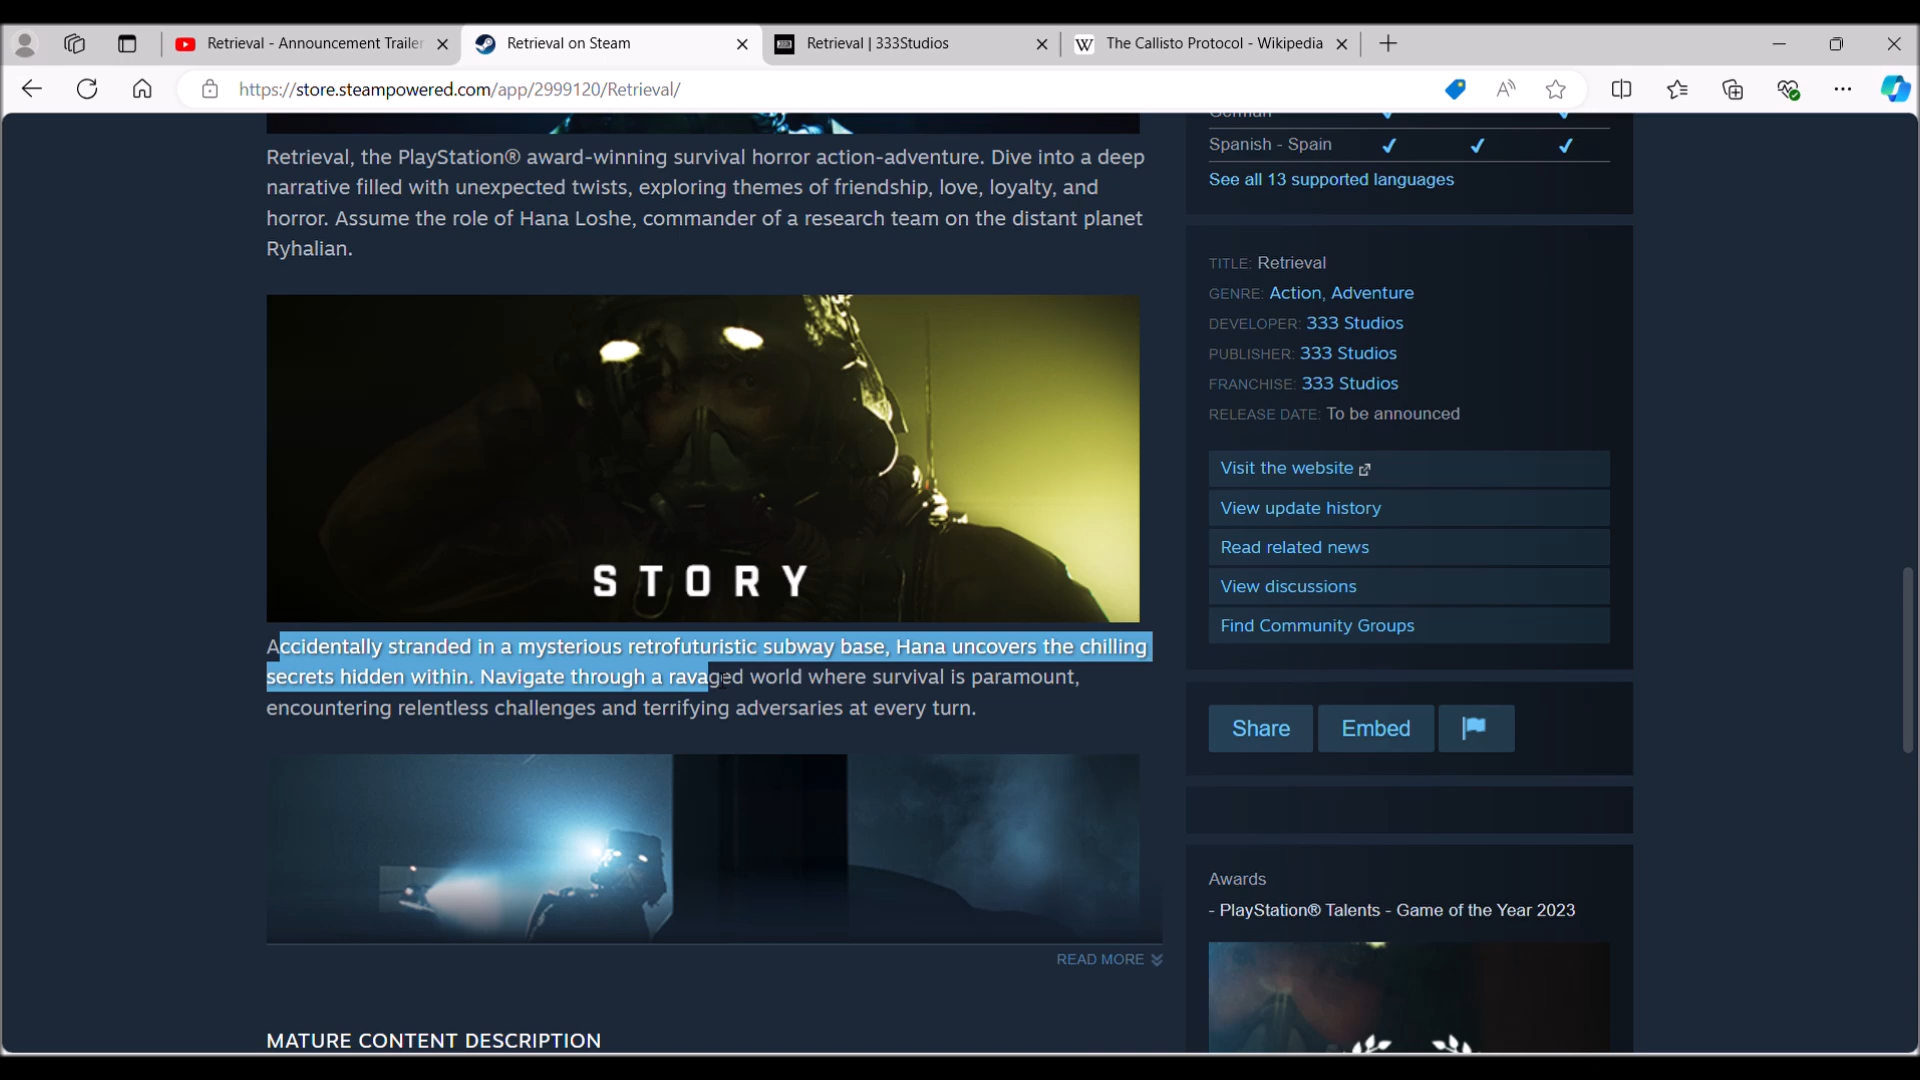 Retrieval - Announcement Trailer
Retrieval on Steam
Retrieval | 333Studios
The Callisto Protocol - Wikipedia
https://store.steampowered.com/app/2999120/Retrieval/
Retrieval, the PlayStation® award-winning survival horror action-adventure. Dive into a deep
narrative filled with unexpected twists, exploring themes of friendship, love, loyalty, and
horror. Assume the role of Hana Loshe, commander of a research team on the distant planet
Ryhalian.
STORY
Accidentally stranded in a mysterious retrofuturistic subway base, Hana uncovers the chilling
secrets hidden within. Navigate through a ravaged world where survival is paramount,
encountering relentless challenges and terrifying adversaries at every turn.
READ MORE
MATURE CONTENT DESCRIPTION
German
Spanish - Spain
See all 13 supported languages
TITLE: Retrieval
GENRE: Action, Adventure
DEVELOPER: 333 Studios
PUBLISHER: 333 Studios
FRANCHISE: 333 Studios
RELEASE DATE: To be announced
Visit the website
View update history
Read related news
View discussions
Find Community Groups
Share
Embed
Awards
- PlayStation® Talents - Game of the Year 2023